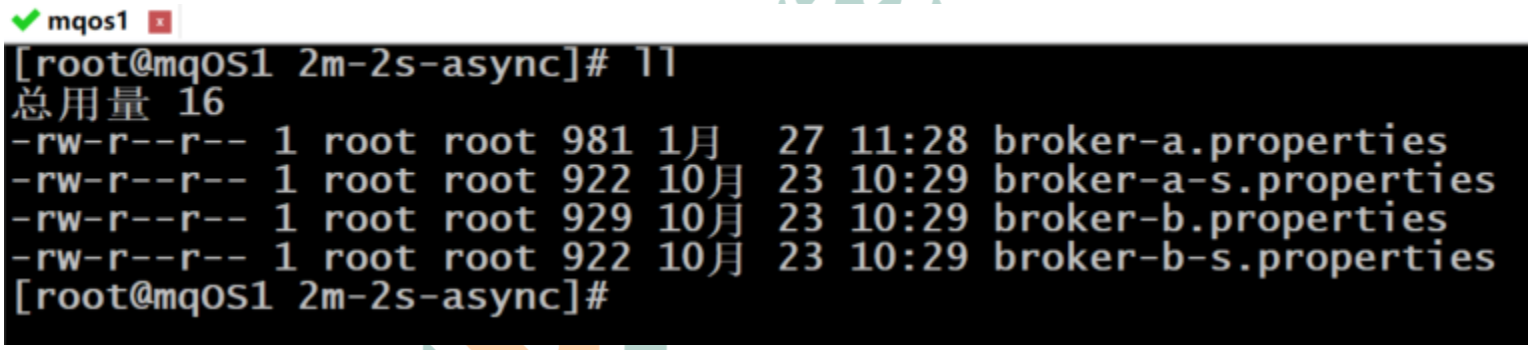 mqos1
[root@mqOS1 2m-2s-async]# ll
总用量 16
-rw-r--r-- 1 root root 981 1月   27 11:28 broker-a.properties
-rw-r--r-- 1 root root 922 10月  23 10:29 broker-a-s.properties
-rw-r--r-- 1 root root 929 10月  23 10:29 broker-b.properties
-rw-r--r-- 1 root root 922 10月  23 10:29 broker-b-s.properties
[root@mqOS1 2m-2s-async]#